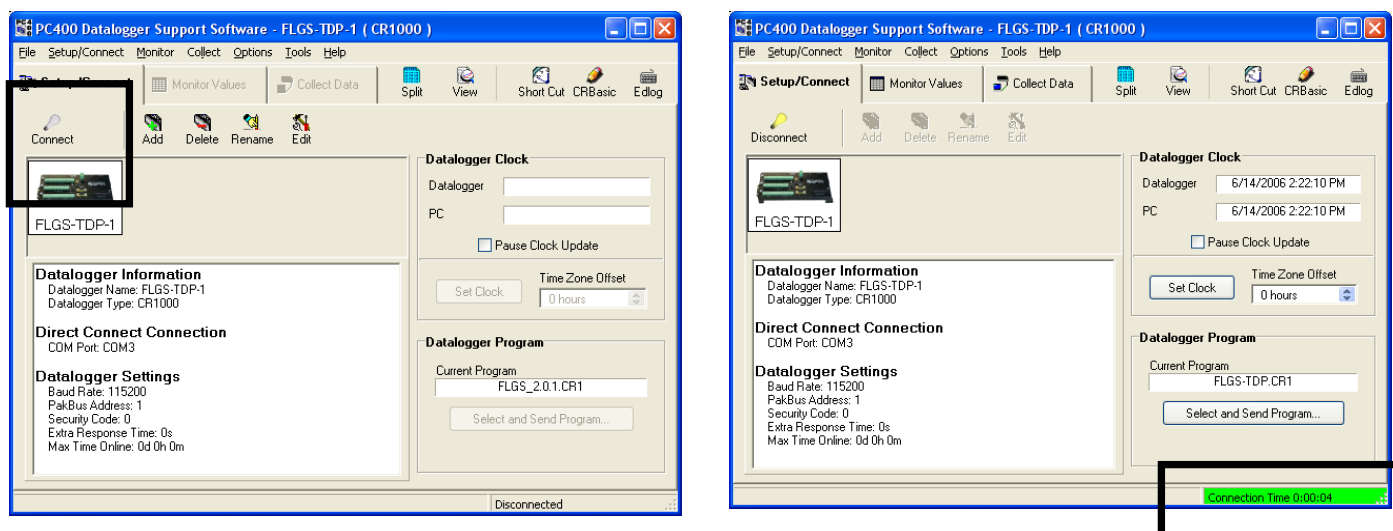 PC400 Datalogger Support Software - FLGS-TDP-1 ( CR1000 )
File Setup/Connect Monitor Collect Options Tools Help
Setup/Connect Monitor Values Collect Data Split View Short Cut CRBasic Edlog
Connect Add Delete Rename Edit
FLGS-TDP-1
Datalogger Information
Datalogger Name: FLGS-TDP-1
Datalogger Type: CR1000
Direct Connect Connection
COM Port: COM3
Datalogger Settings
Baud Rate: 115200
PakBus Address: 1
Security Code: 0
Extra Response Time: 0s
Max Time Online: 0d 0h 0m
Datalogger Clock
Datalogger
PC
Pause Clock Update
Time Zone Offset
Set Clock 0 hours
Datalogger Program
Current Program
FLGS_2.0.1.CR1
Select and Send Program...
Disconnected
PC400 Datalogger Support Software - FLGS-TDP-1 ( CR1000 )
File Setup/Connect Monitor Collect Options Tools Help
Setup/Connect Monitor Values Collect Data Split View Short Cut CRBasic Edlog
Disconnect Add Delete Rename Edit
FLGS-TDP-1
Datalogger Information
Datalogger Name: FLGS-TDP-1
Datalogger Type: CR1000
Direct Connect Connection
COM Port: COM3
Datalogger Settings
Baud Rate: 115200
PakBus Address: 1
Security Code: 0
Extra Response Time: 0s
Max Time Online: 0d 0h 0m
Datalogger Clock
Datalogger 6/14/2006 2:22:10 PM
PC 6/14/2006 2:22:10 PM
Pause Clock Update
Time Zone Offset
Set Clock 0 hours
Datalogger Program
Current Program
FLGS-TDP.CR1
Select and Send Program...
Connection Time 0:00:04